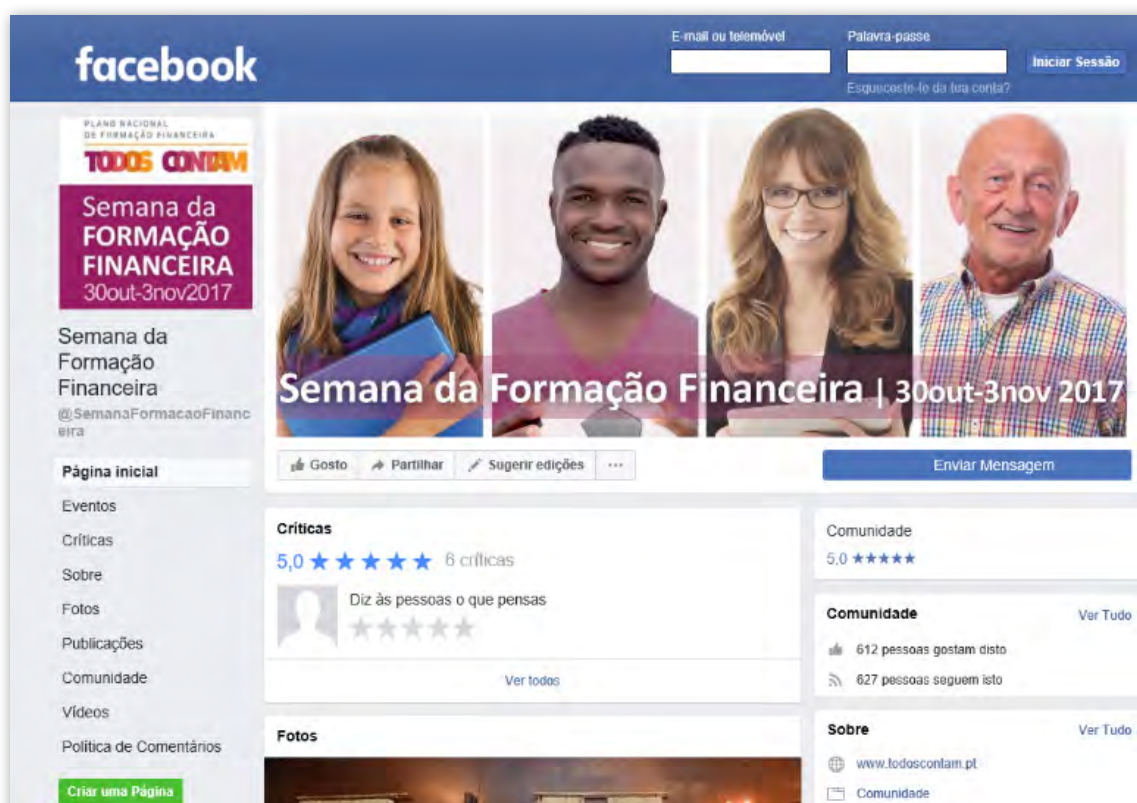 facebook
E-mail ou telemóvel
Palavra-passe
Iniciar Sessão
Esqueceste-te da tua conta?
PLANO NACIONAL
DE FORMAÇÃO FINANCEIRA
TODOS CONTAM
Semana da
FORMAÇÃO
FINANCEIRA
30out-3nov2017
Semana da Formação Financeira | 30out-3nov 2017
Semana da
Formação
Financeira
@SemanaFormacaoFinanc
eira
Gosto
Partilhar
Sugerir edições
...
Enviar Mensagem
Página inicial
Eventos
Críticas
Sobre
Fotos
Publicações
Comunidade
Vídeos
Política de Comentários
Criar uma Página
Críticas
5,0 ★★★★★ 6 críticas
Diz às pessoas o que pensas
Ver todos
Fotos
Comunidade
5,0 ★★★★★
Comunidade
Ver Tudo
612 pessoas gostam disto
627 pessoas seguem isto
Sobre
Ver Tudo
www.todoscontam.pt
Comunidade